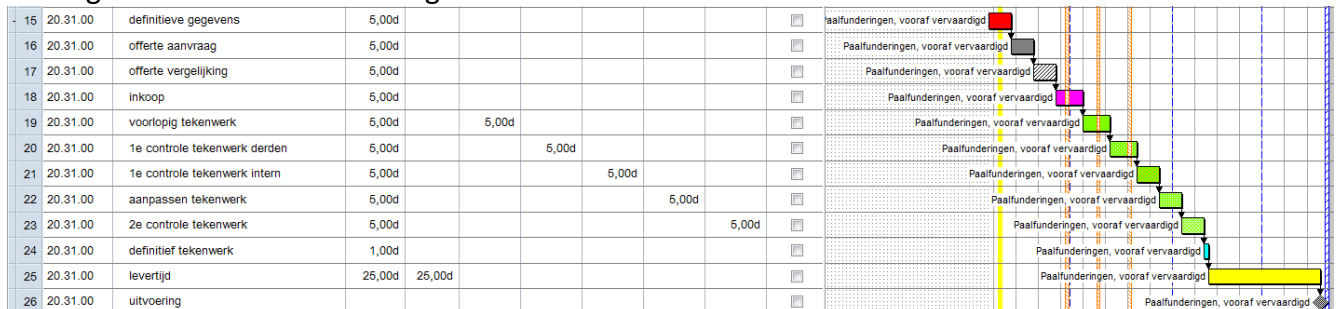 - 15 20.31.00 definitieve gegevens 5,00d Paalfunderingen, vooraf vervaardigd
16 20.31.00 offerte aanvraag 5,00d Paalfunderingen, vooraf vervaardigd
17 20.31.00 offerte vergelijking 5,00d Paalfunderingen, vooraf vervaardigd
18 20.31.00 inkoop 5,00d Paalfunderingen, vooraf vervaardigd
19 20.31.00 voorlopig tekenwerk 5,00d 5,00d Paalfunderingen, vooraf vervaardigd
20 20.31.00 1e controle tekenwerk derden 5,00d 5,00d Paalfunderingen, vooraf vervaardigd
21 20.31.00 1e controle tekenwerk intern 5,00d 5,00d Paalfunderingen, vooraf vervaardigd
22 20.31.00 aanpassen tekenwerk 5,00d 5,00d Paalfunderingen, vooraf vervaardigd
23 20.31.00 2e controle tekenwerk 5,00d 5,00d Paalfunderingen, vooraf vervaardigd
24 20.31.00 definitief tekenwerk 1,00d Paalfunderingen, vooraf vervaardigd
25 20.31.00 levertijd 25,00d 25,00d Paalfunderingen, vooraf vervaardigd
26 20.31.00 uitvoering Paalfunderingen, vooraf vervaardigd